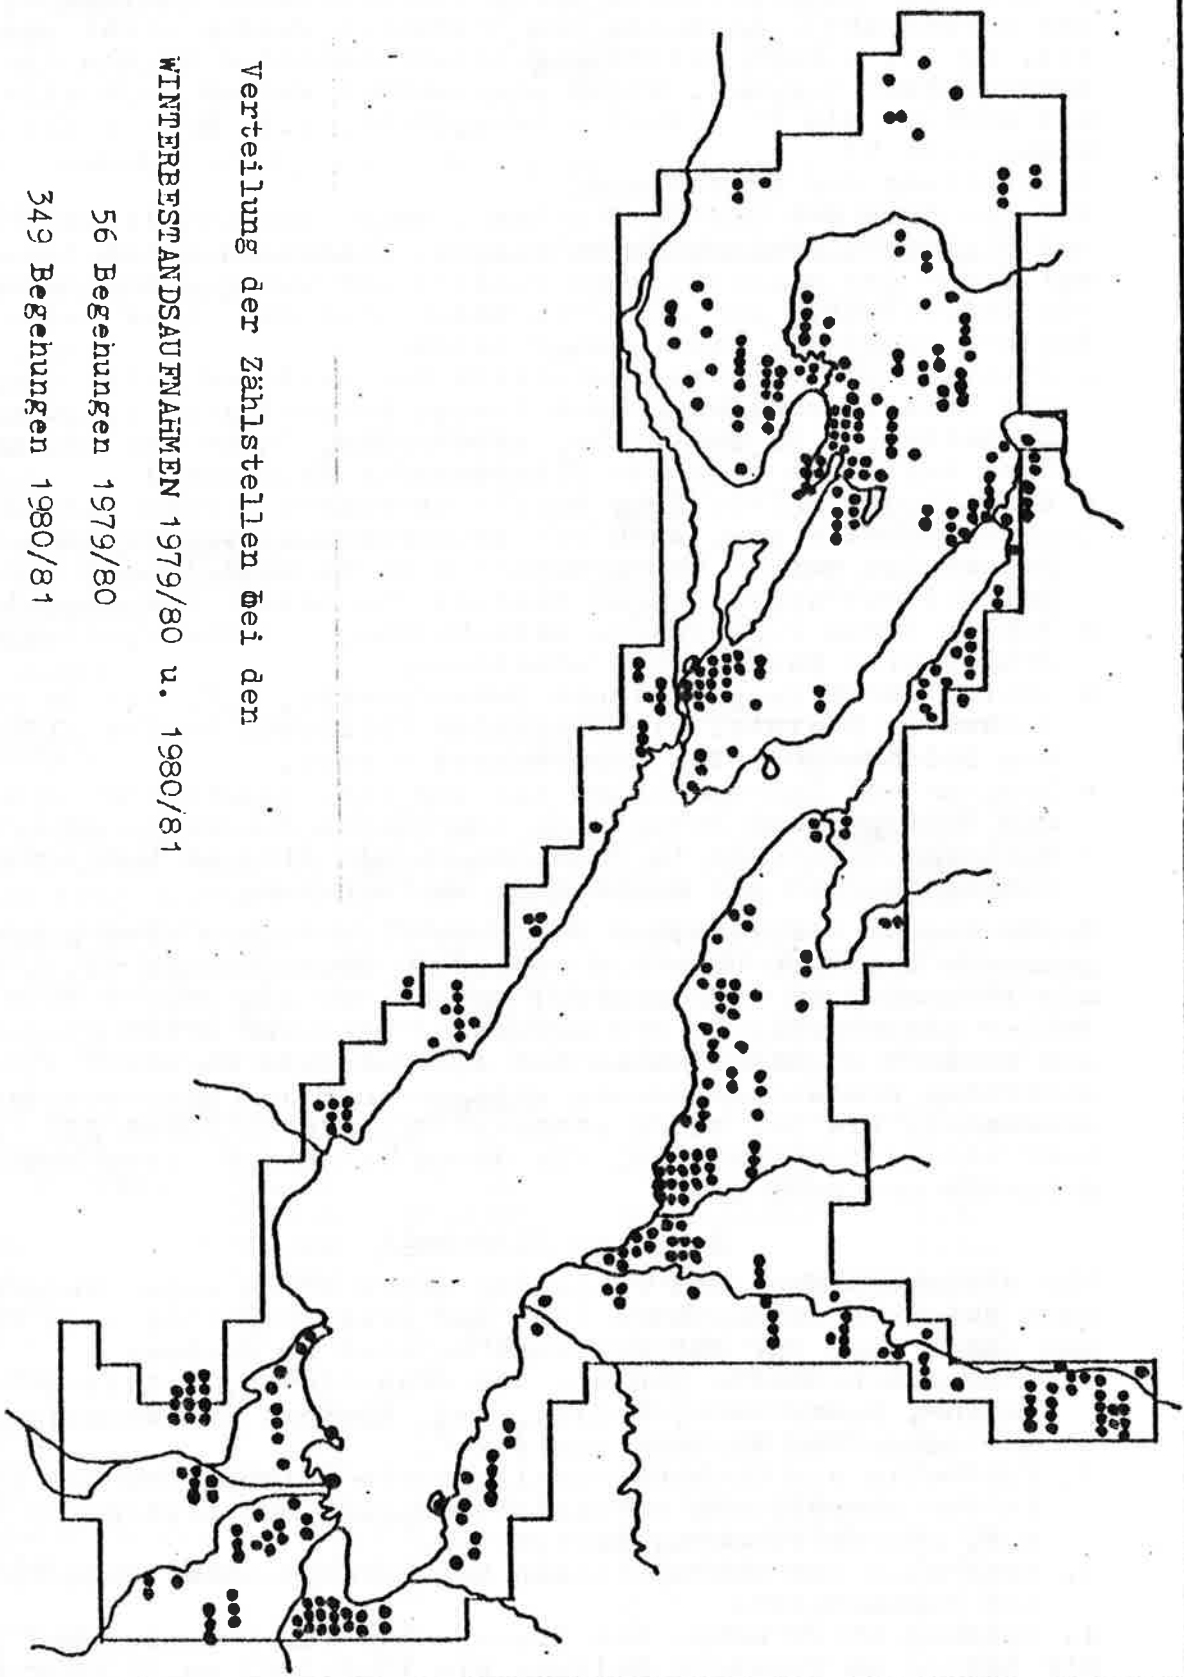 Verteilung der Zählstellen bei den
WINTERBESTANDSAUFNAHMEN 1979/80 u. 1980/81
56 Begehungen 1979/80
349 Begehungen 1980/81